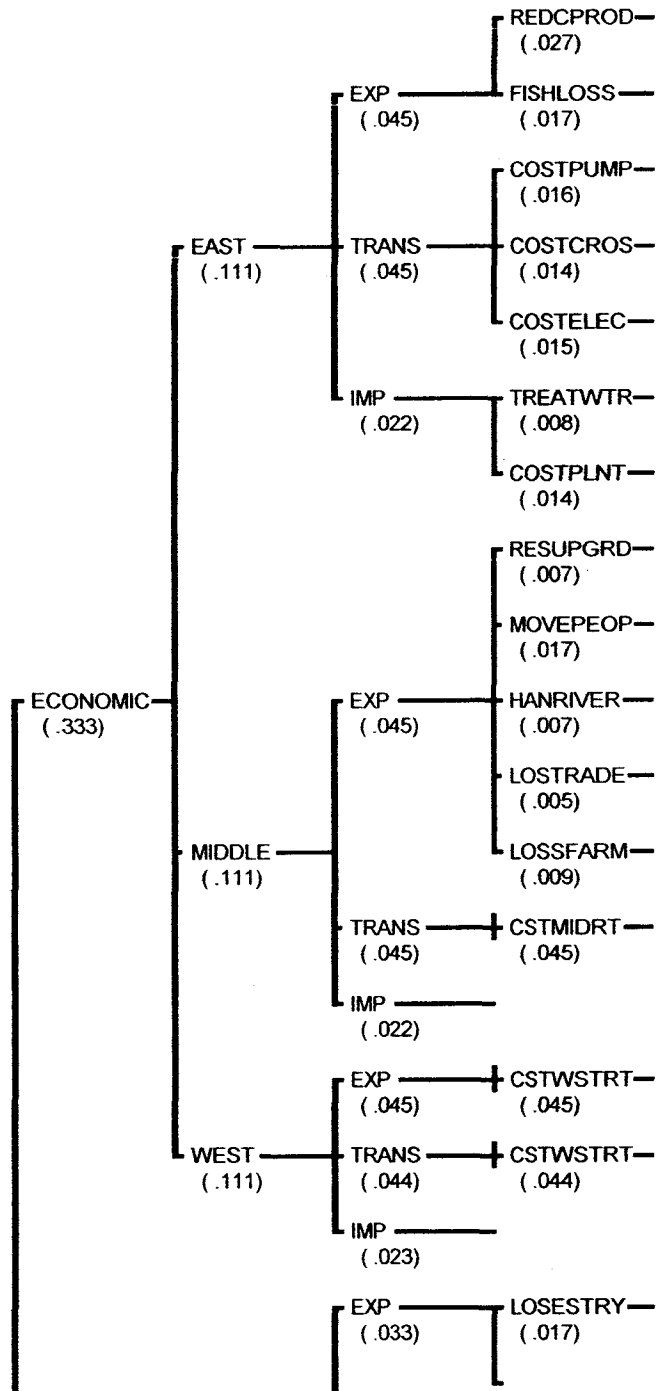 REDCPROD
(.027)
EXP
(.045)
FISHLOSS
(.017)
COSTPUMP
(.016)
EAST
(.111)
TRANS
(.045)
COSTCROS
(.014)
COSTELEC
(.015)
IMP
(.022)
TREATWTR
(.008)
COSTPLNT
(.014)
RESUPGRD
(.007)
MOVEPEOP
(.017)
ECONOMIC
(.333)
EXP
(.045)
HANRIVER
(.007)
LOSTRADE
(.005)
MIDDLE
(.111)
LOSSFARM
(.009)
TRANS
(.045)
CSTMIDRT
(.045)
IMP
(.022)
EXP
(.045)
CSTWSTRT
(.045)
WEST
(.111)
TRANS
(.044)
CSTWSTRT
(.044)
IMP
(.023)
EXP
(.033)
LOSESTRY
(.017)